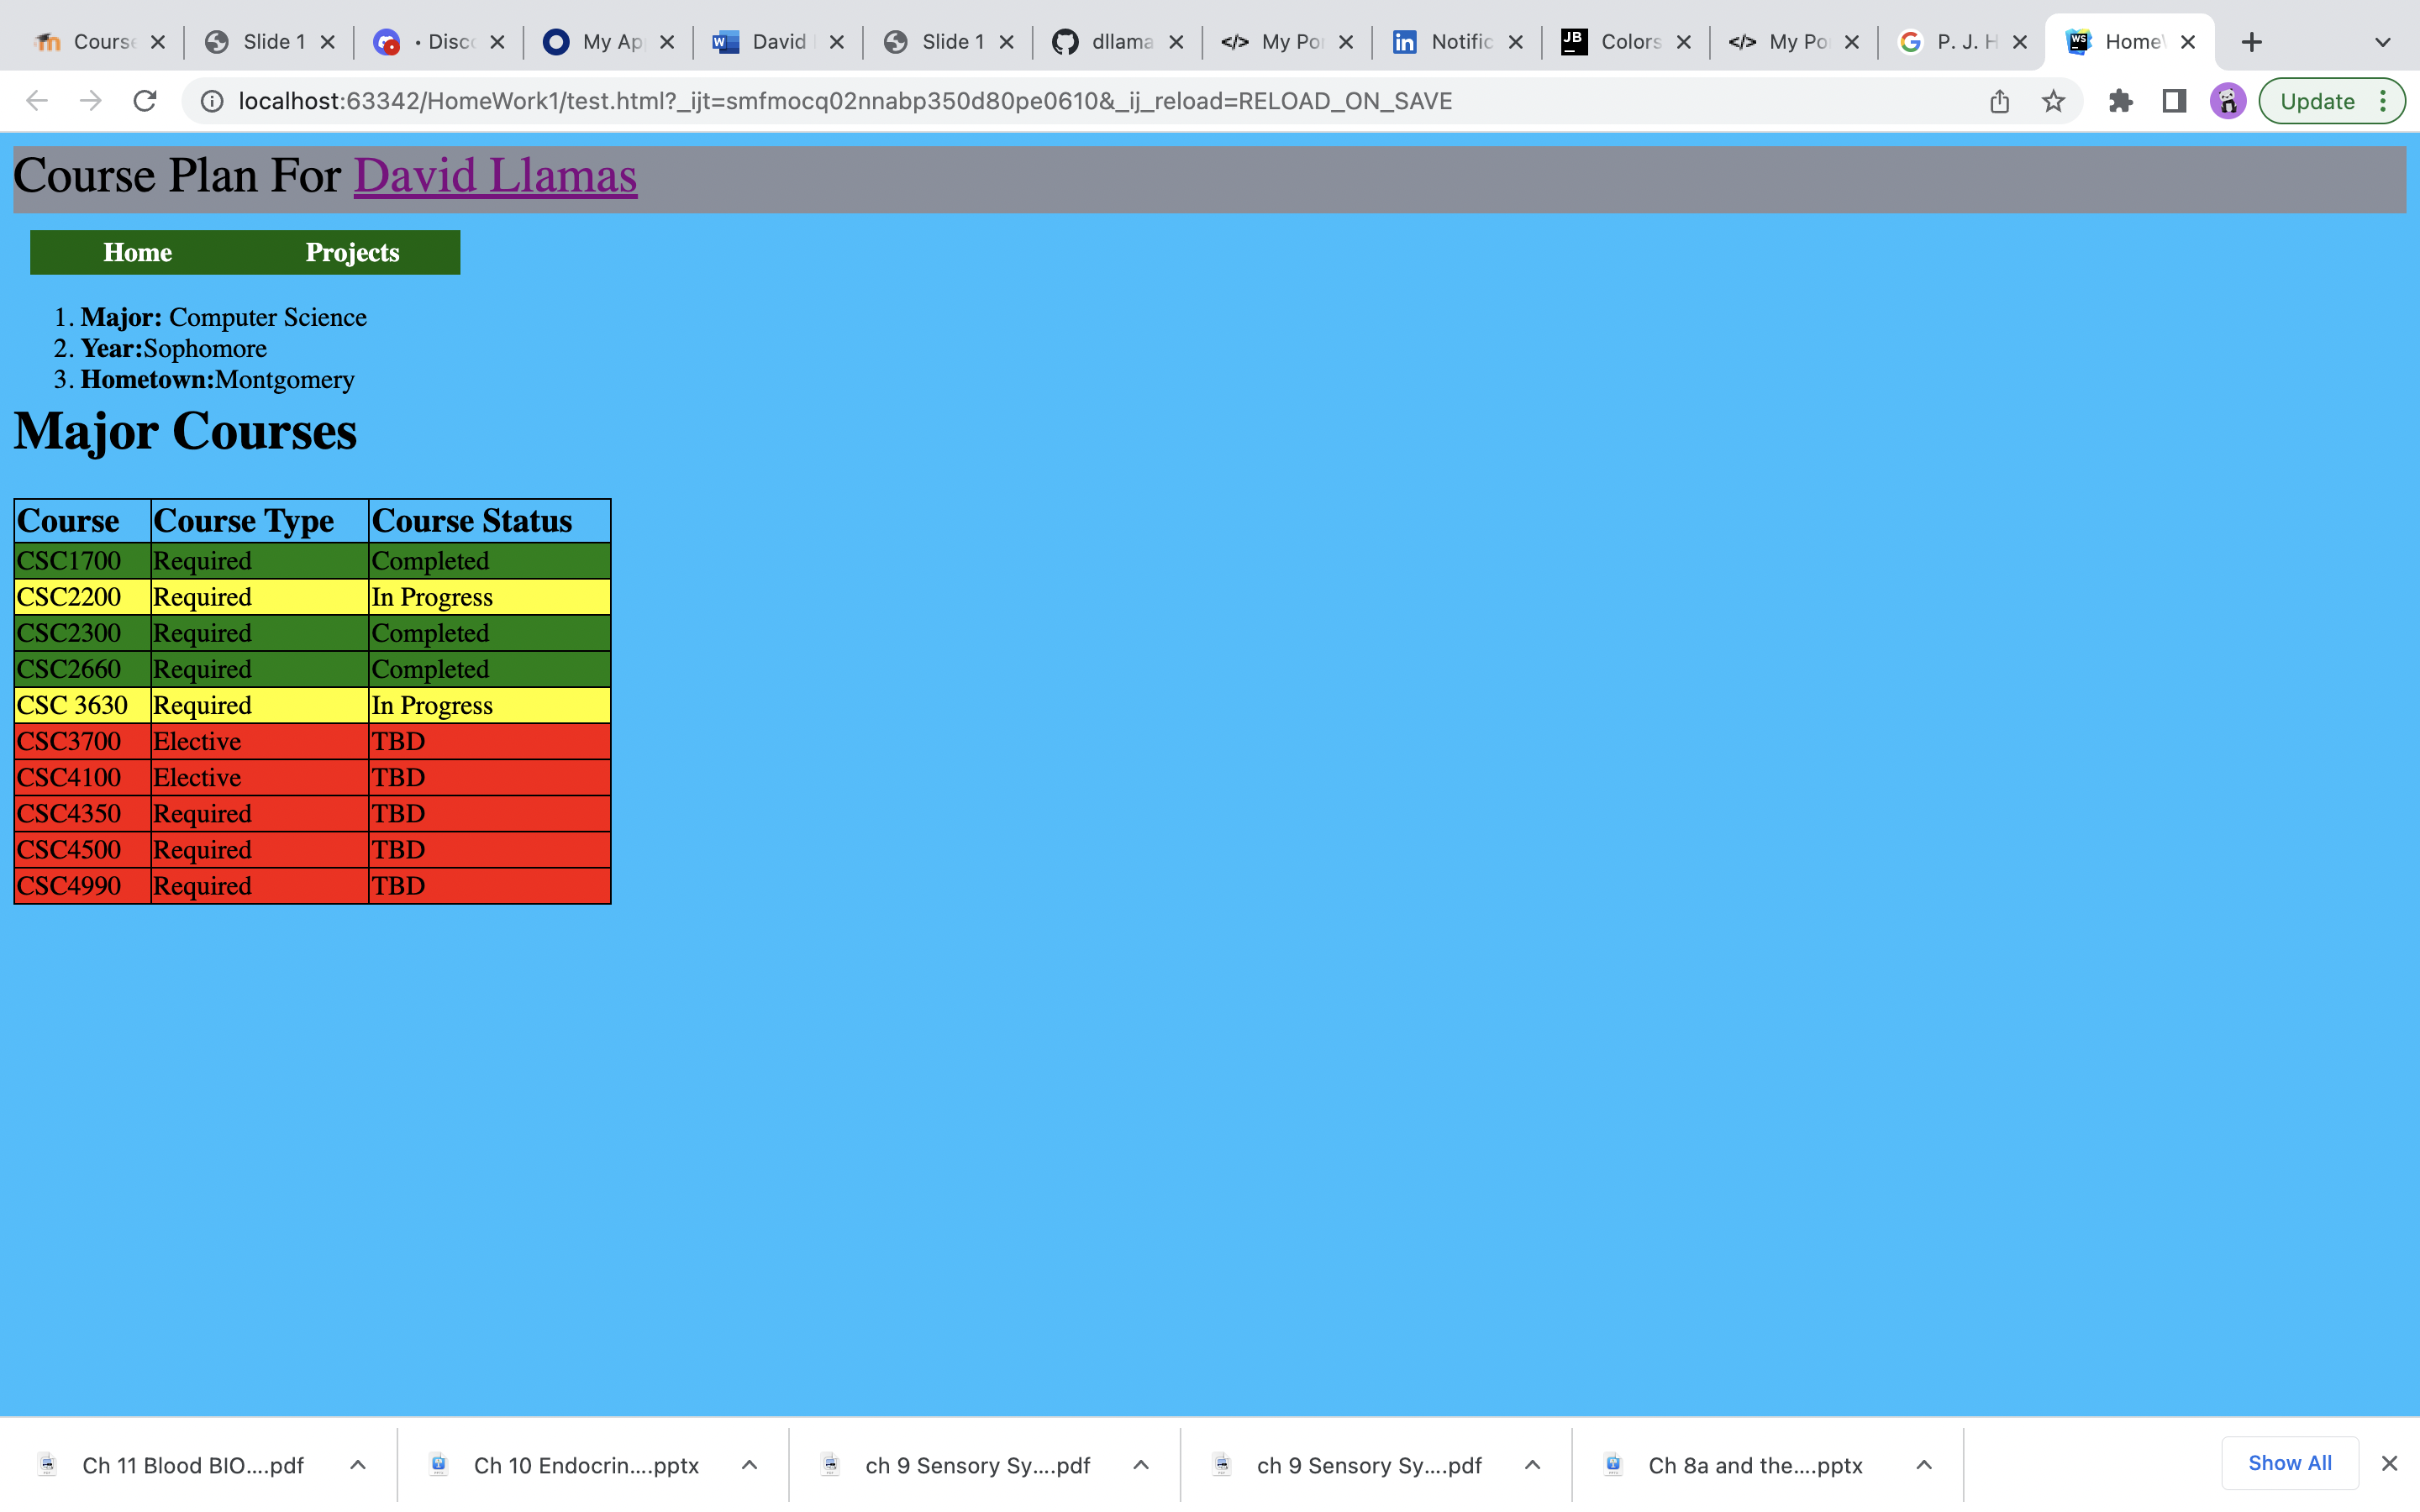 Course Slide 1 • Disc My Ap David Slide 1 dllama My Por Notific JB Colors My Por P. J. H WS Home
localhost:63342/HomeWork1/test.html?_ijt=smfmocq02nnabp350d80pe0610&_ij_reload=RELOAD_ON_SAVE Update
Course Plan For David Llamas
Home Projects
1. Major: Computer Science
2. Year:Sophomore
3. Hometown:Montgomery
Major Courses
Course Course Type Course Status
CSC1700 Required Completed
CSC2200 Required In Progress
CSC2300 Required Completed
CSC2660 Required Completed
CSC 3630 Required In Progress
CSC3700 Elective TBD
CSC4100 Elective TBD
CSC4350 Required TBD
CSC4500 Required TBD
CSC4990 Required TBD
Ch 11 Blood BIO....pdf Ch 10 Endocrin....pptx ch 9 Sensory Sy....pdf ch 9 Sensory Sy....pdf Ch 8a and the....pptx Show All